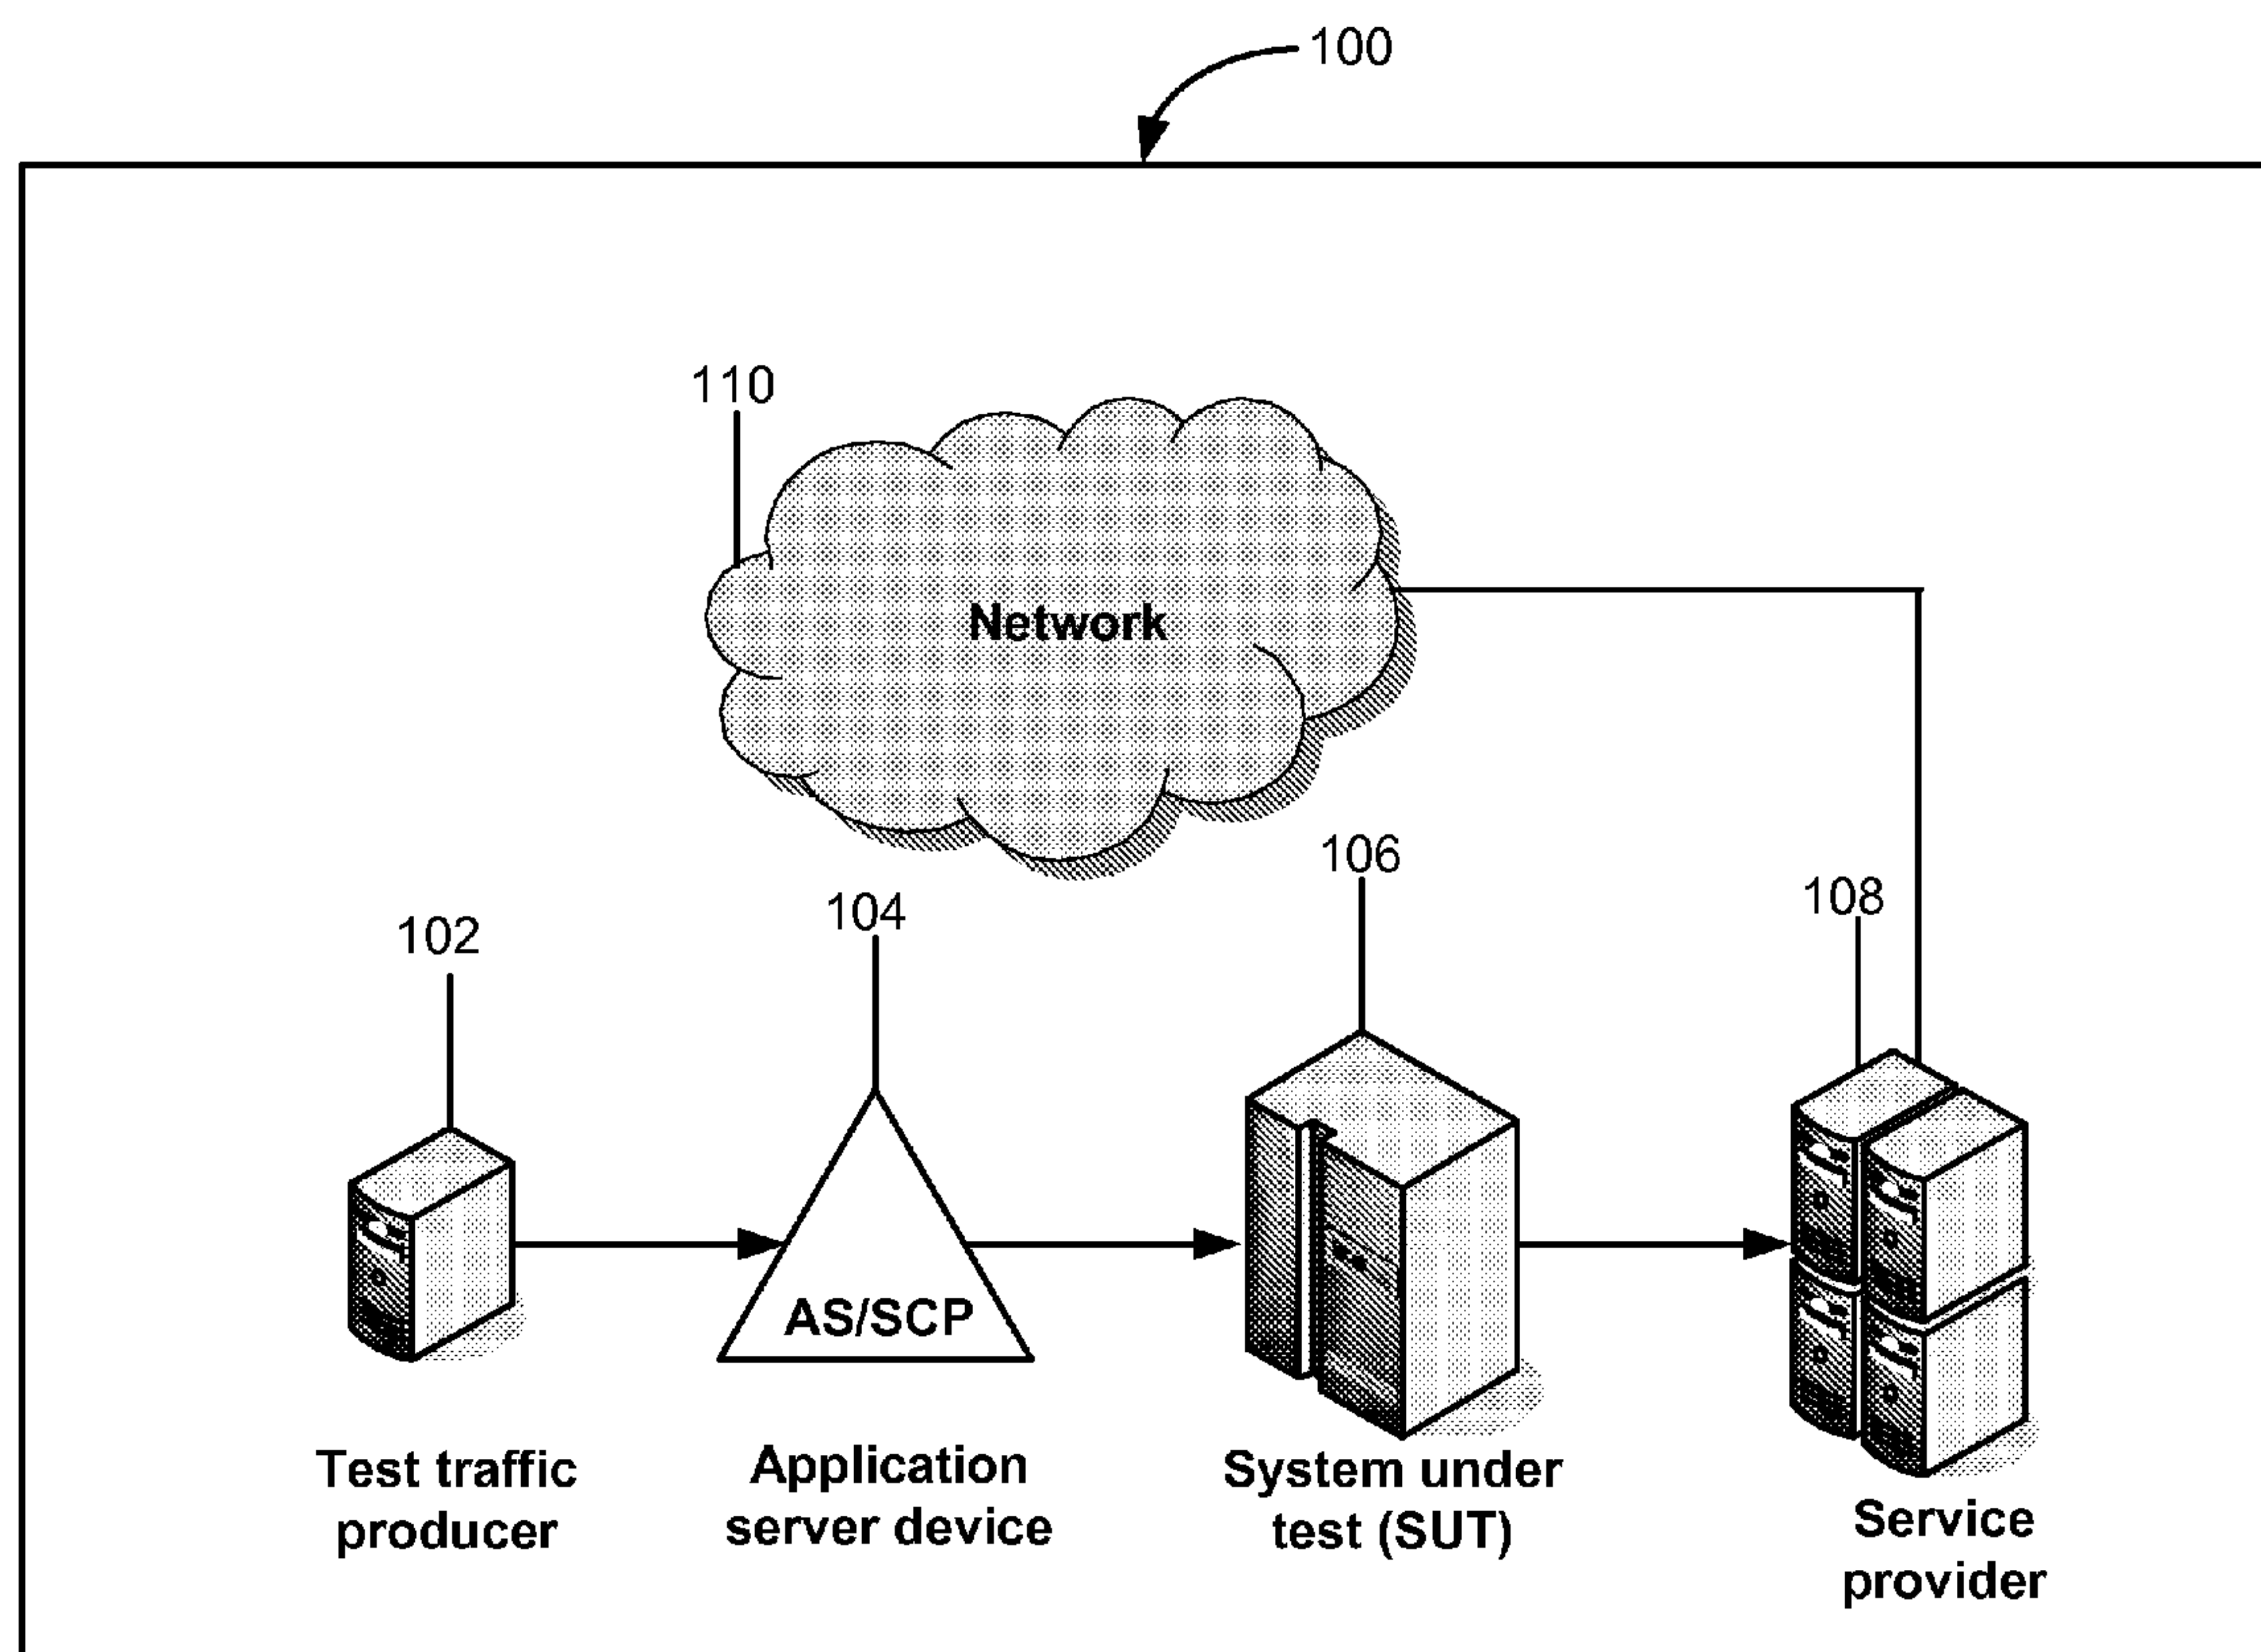 100
110
Network
106
108
104
102
AS/SCP
Test traffic
producer
Application
server device
System under
test (SUT)
Service
provider